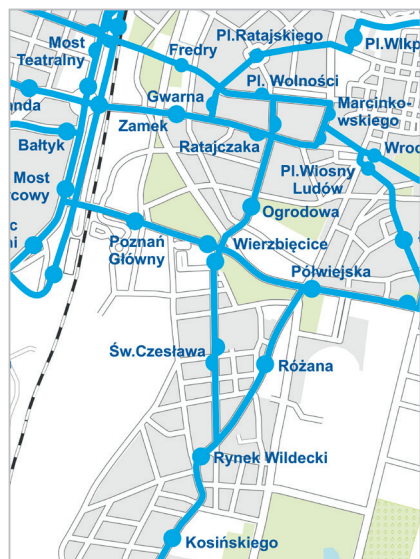 Most
Teatralny
Fredry
Pl.Ratajskiego
Pl.Wlkp
Gwarna
Pl. Wolności
Marcinko-
wskiego
anda
Zamek
Ratajczaka
Wroc
Bałtyk
Pl.Wiosny
Ludów
Most
cowy
Ogrodowa
Poznań
Główny
Wierzbięcice
Półwiejska
Św.Czesława
Różana
Rynek Wildecki
Kosińskiego